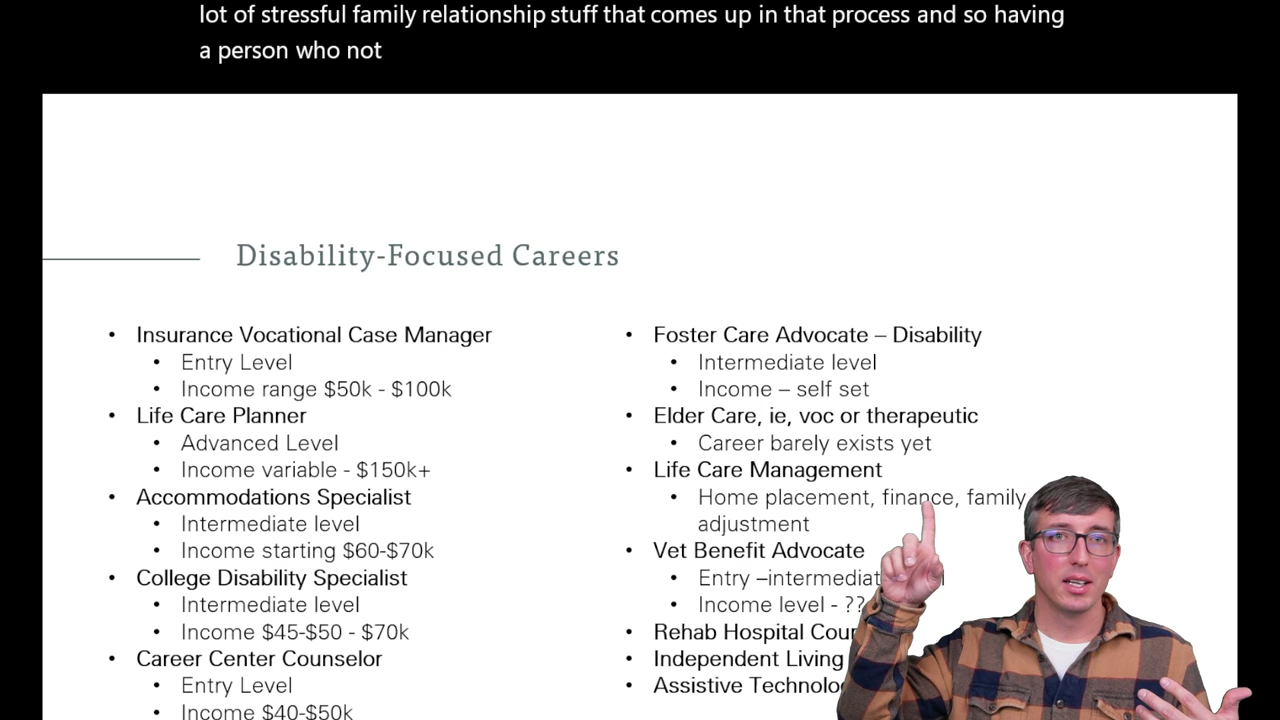 lot of stressful family relationship stuff that comes up in that process and so having
a person who not
Disability-Focused Careers
• Insurance Vocational Case Manager
• Entry Level
• Income range $50k - $100k
• Life Care Planner
• Advanced Level
• Income variable - $150k+
• Accommodations Specialist
• Intermediate level
• Income starting $60-$70k
• College Disability Specialist
• Intermediate level
• Income $45-$50 - $70k
• Career Center Counselor
• Entry Level
• Income $40-$50k
• Foster Care Advocate – Disability
• Intermediate level
• Income – self set
• Elder Care, ie, voc or therapeutic
• Career barely exists yet
• Life Care Management
• Home placement, finance, family
adjustment
• Vet Benefit Advocate
• Entry –
• Income level - ??
• Rehab Hospital
• Independent Living
• Assistive